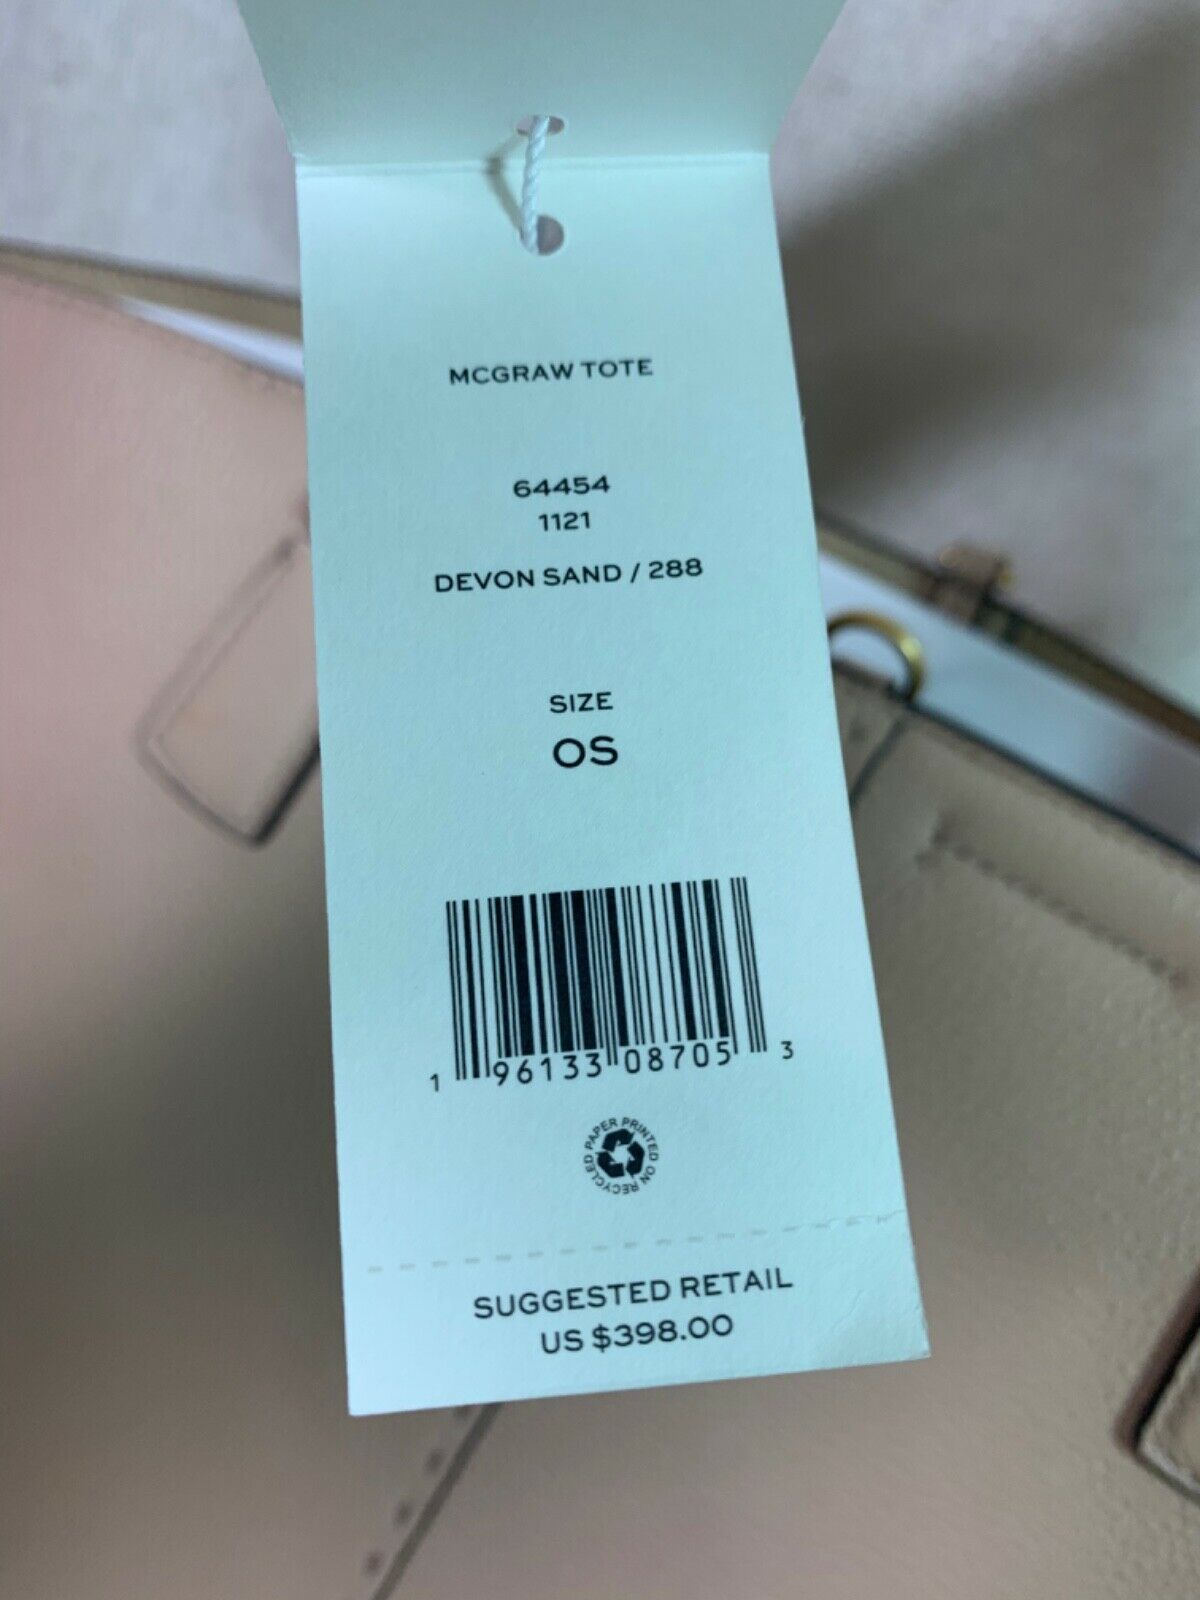 MCGRAW TOTE
64454
1121
DEVON SAND / 288
SIZE
OS
1 96133 08705 3
PRINTED ON RECYCLED PAPER
SUGGESTED RETAIL
US $398.00